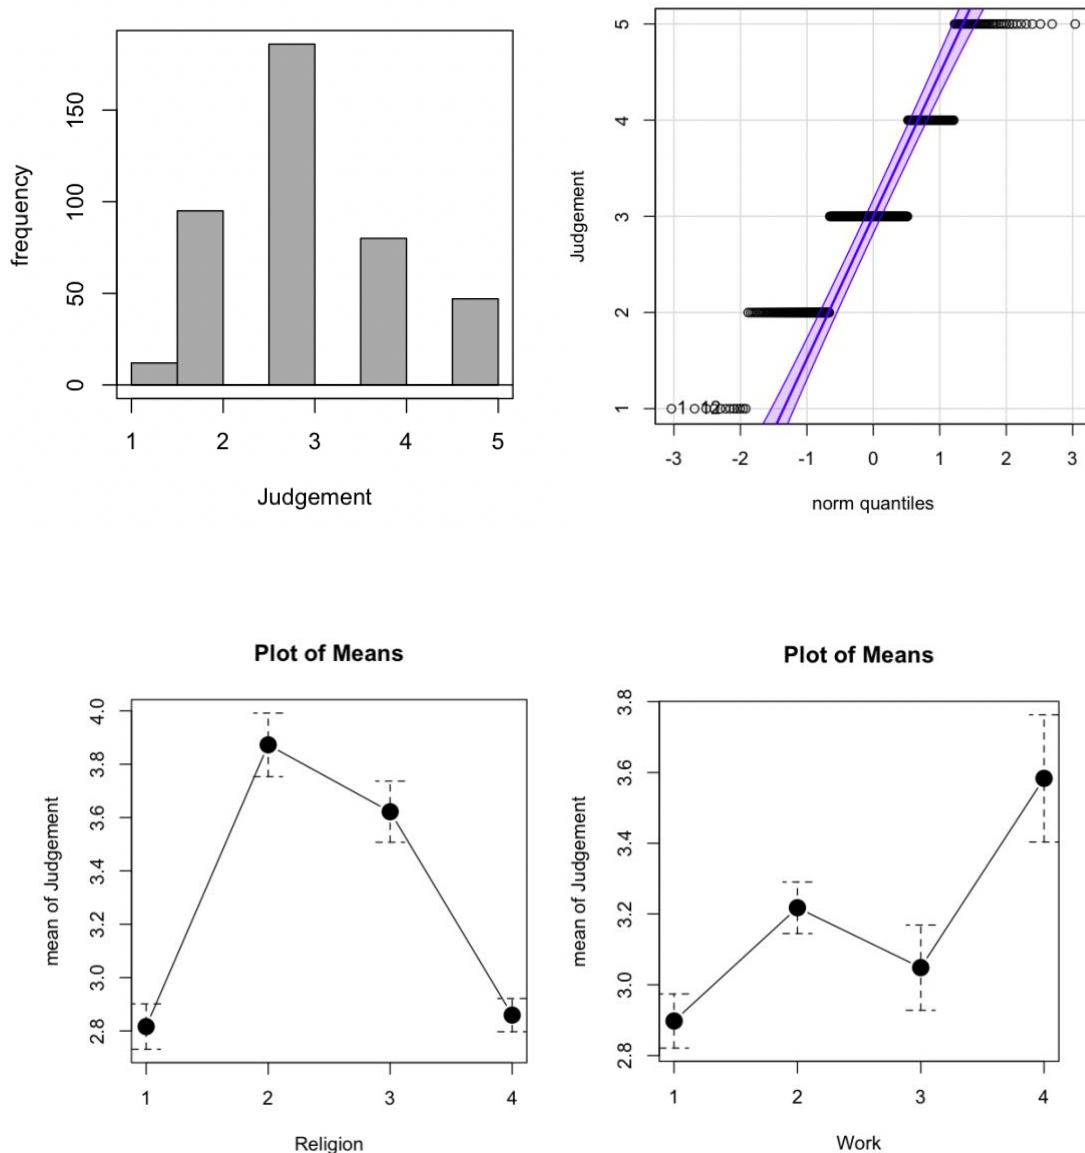 frequency
150
100
50
0
1 2 3 4 5
Judgement
Judgement
5
4
3
2
1
1
12
-3 -2 -1 0 1 2 3
norm quantiles
Plot of Means
mean of Judgement
4.0
3.8
3.6
3.4
3.2
3.0
2.8
1 2 3 4
Religion
Plot of Means
mean of Judgement
3.8
3.6
3.4
3.2
3.0
2.8
1 2 3 4
Work